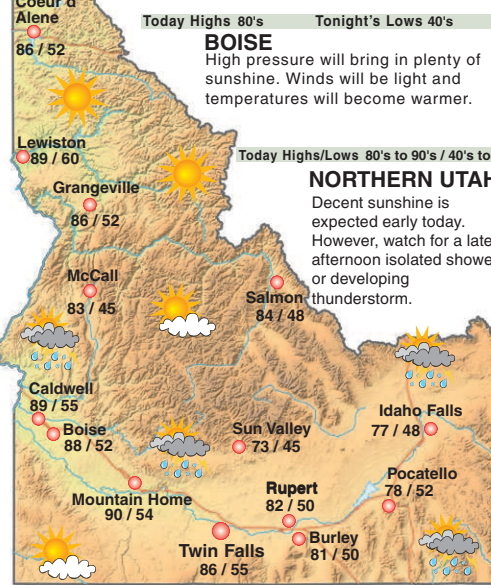 Coeur d'
Alene
86 / 52
Today Highs 80's Tonight's Lows 40's
BOISE
High pressure will bring in plenty of
sunshine. Winds will be light and
temperatures will become warmer.
Lewiston
89 / 60
Today Highs/Lows 80's to 90's / 40's to
NORTHERN UTAH
Decent sunshine is
expected early today.
However, watch for a late
afternoon isolated showe
or developing
thunderstorm.
Grangeville
86 / 52
McCall
83 / 45
Salmon
84 / 48
Caldwell
89 / 55
Boise
88 / 52
Sun Valley
73 / 45
Idaho Falls
77 / 48
Mountain Home
90 / 54
Rupert
82 / 50
Pocatello
78 / 52
Twin Falls
86 / 55
Burley
81 / 50